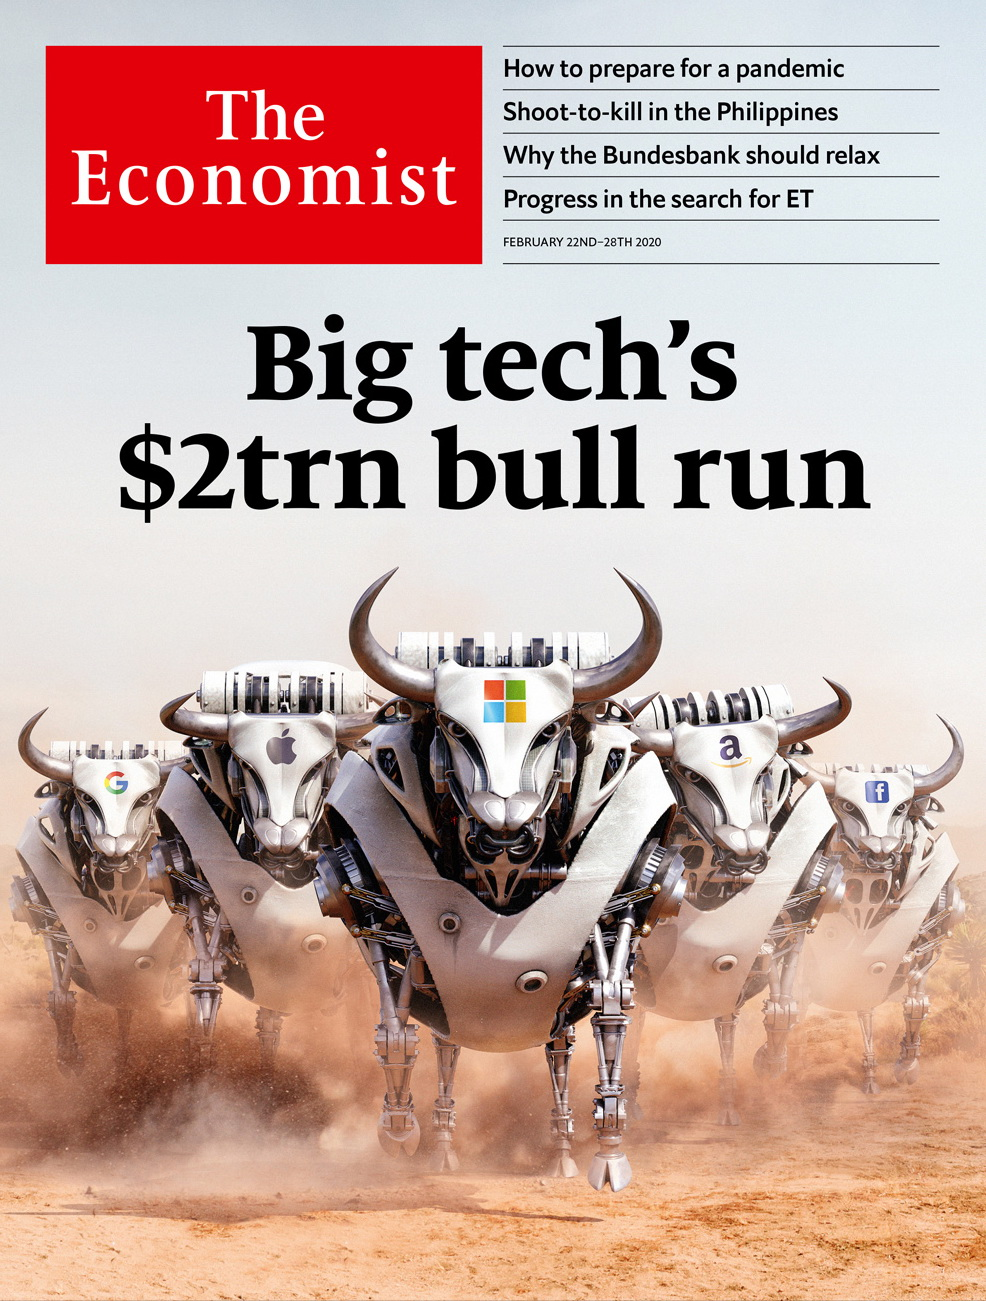 The
Economist
How to prepare for a pandemic
Shoot-to-kill in the Philippines
Why the Bundesbank should relax
Progress in the search for ET
FEBRUARY 22ND–28TH 2020
Big tech’s
$2trn bull run
G
a
f